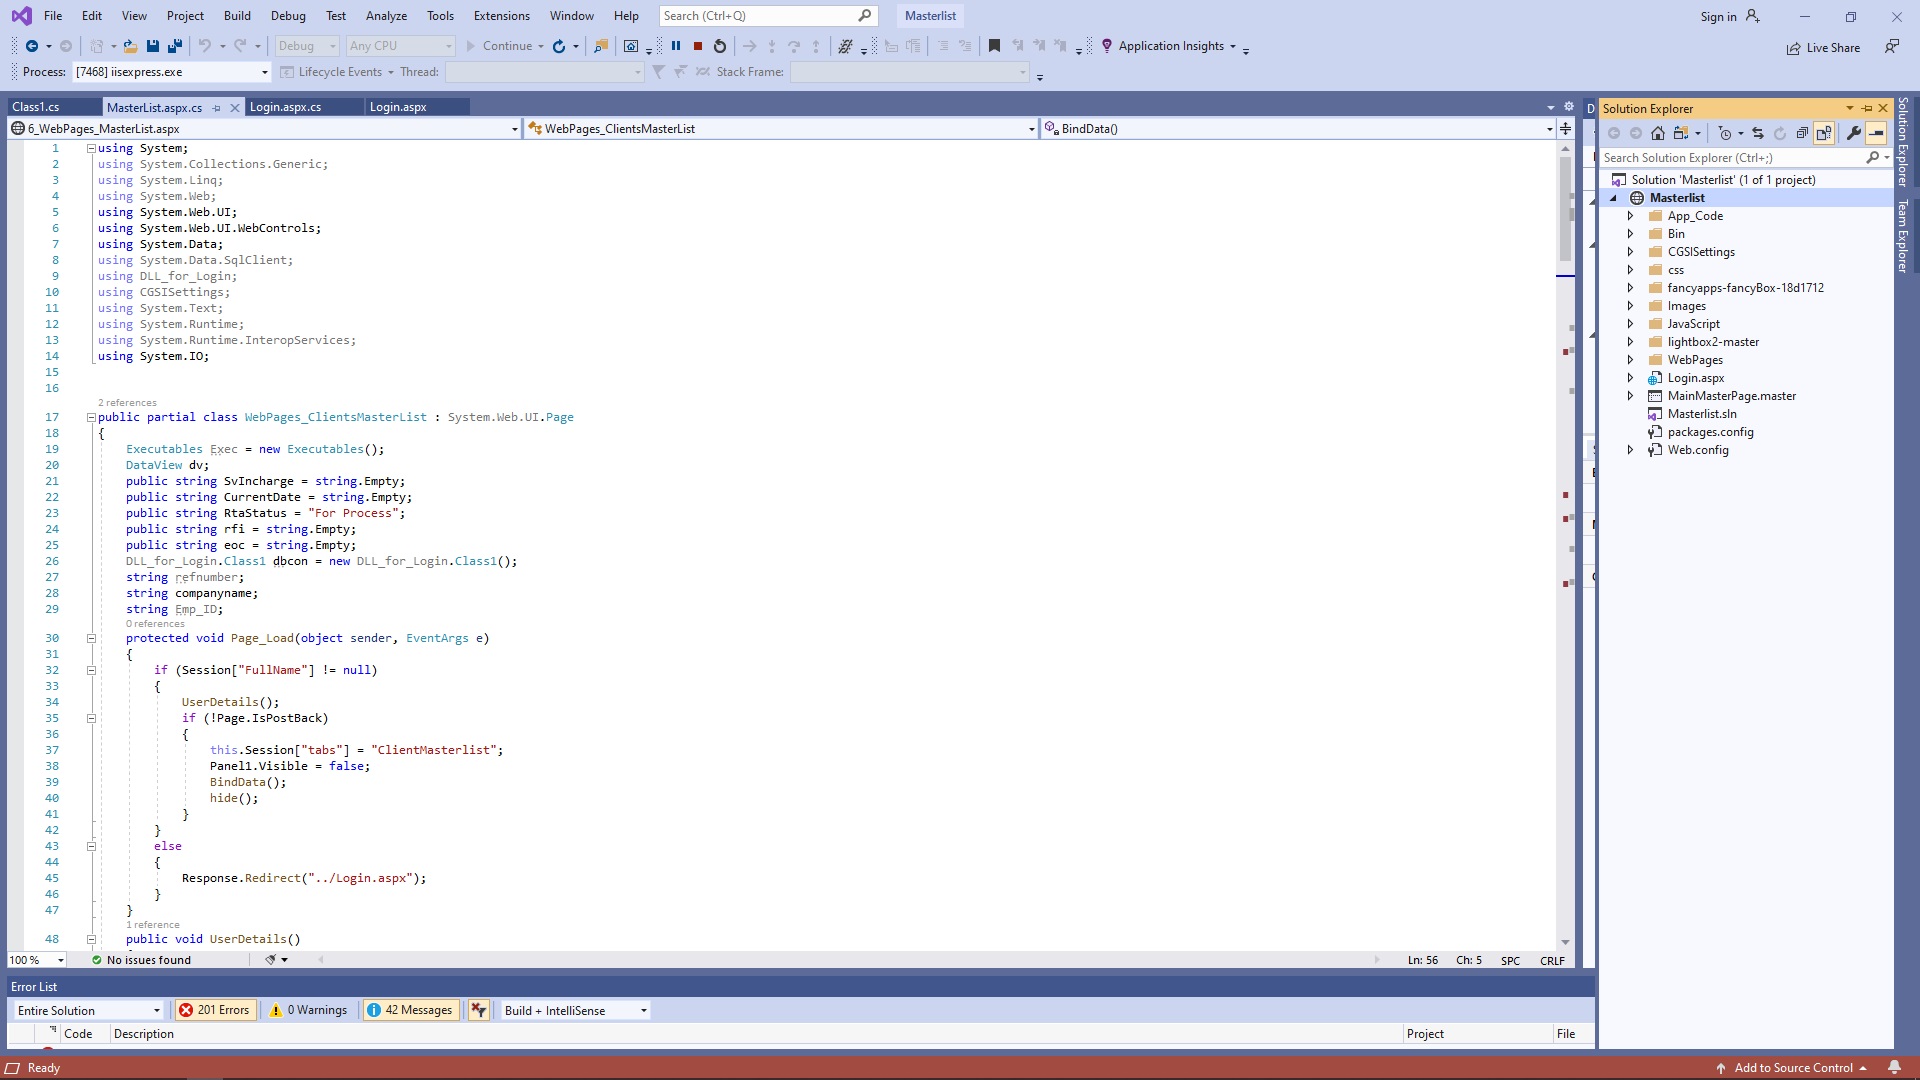 File Edit View Project Build Debug Test Analyze Tools Extensions Window Help Search (Ctrl+Q) Masterlist Sign in
Debug Any CPU Continue Application Insights Live Share
Process: [7468] iisexpress.exe Lifecycle Events Thread: Stack Frame:
Class1.cs MasterList.aspx.cs Login.aspx.cs Login.aspx
6_WebPages_MasterList.aspx WebPages_ClientsMasterList BindData()
1 using System;
2 using System.Collections.Generic;
3 using System.Linq;
4 using System.Web;
5 using System.Web.UI;
6 using System.Web.UI.WebControls;
7 using System.Data;
8 using System.Data.SqlClient;
9 using DLL_for_Login;
10 using CGSISettings;
11 using System.Text;
12 using System.Runtime;
13 using System.Runtime.InteropServices;
14 using System.IO;
15
16
2 references
17 public partial class WebPages_ClientsMasterList : System.Web.UI.Page
18 {
19 Executables Exec = new Executables();
20 DataView dv;
21 public string SvIncharge = string.Empty;
22 public string CurrentDate = string.Empty;
23 public string RtaStatus = "For Process";
24 public string rfi = string.Empty;
25 public string eoc = string.Empty;
26 DLL_for_Login.Class1 dbcon = new DLL_for_Login.Class1();
27 string refnumber;
28 string companyname;
29 string Emp_ID;
0 references
30 protected void Page_Load(object sender, EventArgs e)
31 {
32 if (Session["FullName"] != null)
33 {
34 UserDetails();
35 if (!Page.IsPostBack)
36 {
37 this.Session["tabs"] = "ClientMasterlist";
38 Panel1.Visible = false;
39 BindData();
40 hide();
41 }
42 }
43 else
44 {
45 Response.Redirect("../Login.aspx");
46 }
47 }
1 reference
48 public void UserDetails()
100 % No issues found Ln: 56 Ch: 5 SPC CRLF
Error List
Entire Solution 201 Errors 0 Warnings 42 Messages Build + IntelliSense
Code Description Project File
Ready Add to Source Control
Solution Explorer
Search Solution Explorer (Ctrl+;)
Solution 'Masterlist' (1 of 1 project)
Masterlist
App_Code
Bin
CGSISettings
css
fancyapps-fancyBox-18d1712
Images
JavaScript
lightbox2-master
WebPages
Login.aspx
MainMasterPage.master
Masterlist.sln
packages.config
Web.config
Solution Explorer
Team Explorer